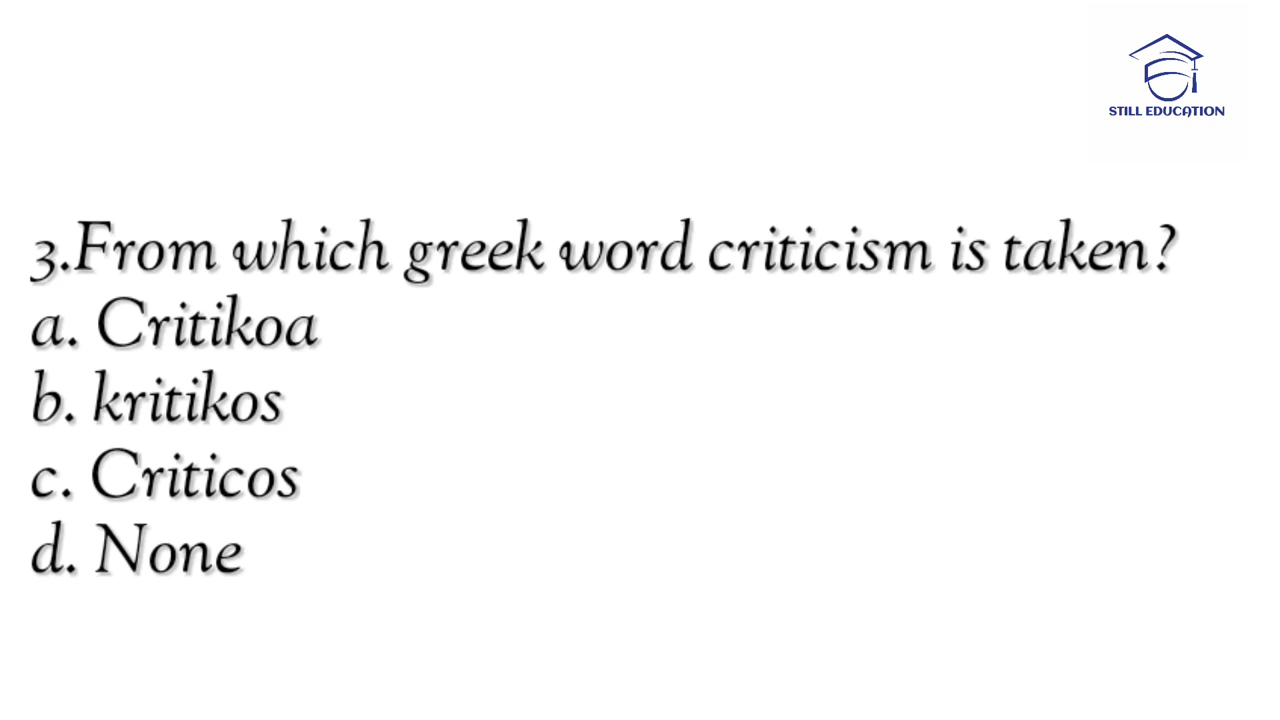 STILL EDUCATION
3.From which greek word criticism is taken?
a. Critikoa
b. kritikos
c. Criticos
d. None